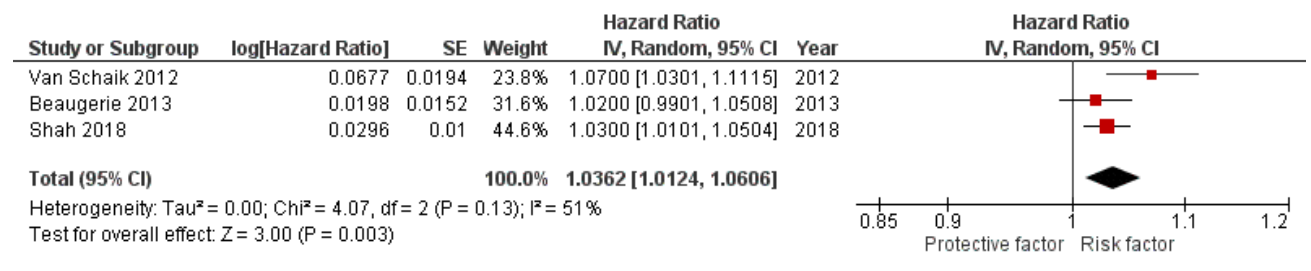 Hazard Ratio Hazard Ratio
Study or Subgroup log[Hazard Ratio] SE Weight IV, Random, 95% CI Year IV, Random, 95% CI
Van Schaik 2012 0.0677 0.0194 23.8% 1.0700 [1.0301, 1.1115] 2012
Beaugerie 2013 0.0198 0.0152 31.6% 1.0200 [0.9901, 1.0508] 2013
Shah 2018 0.0296 0.01 44.6% 1.0300 [1.0101, 1.0504] 2018
Total (95% CI) 100.0% 1.0362 [1.0124, 1.0606]
Heterogeneity: Tau² = 0.00; Chi² = 4.07, df = 2 (P = 0.13); I² = 51%
Test for overall effect: Z = 3.00 (P = 0.003)
0.85 0.9 1 1.1 1.2
Protective factor Risk factor